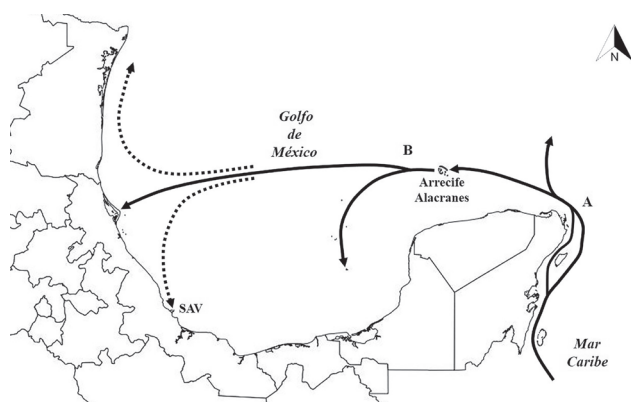 N
Golfo
de
México
B
Arrecife
Alacranes
A
SAV
Mar
Caribe